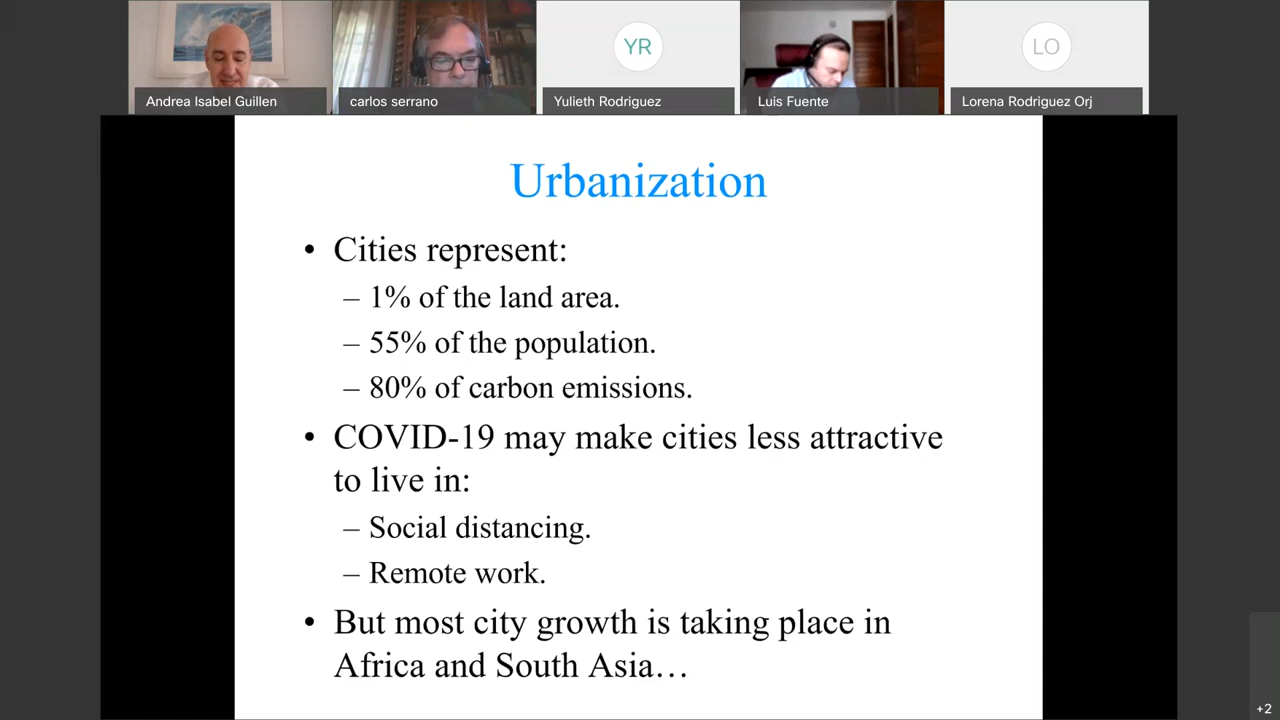 YR
LO
Andrea Isabel Guillen
carlos serrano
Yulieth Rodriguez
Luis Fuente
Lorena Rodriguez Orj
Urbanization
• Cities represent:
– 1% of the land area.
– 55% of the population.
– 80% of carbon emissions.
• COVID-19 may make cities less attractive
to live in:
– Social distancing.
– Remote work.
• But most city growth is taking place in
Africa and South Asia…
+2